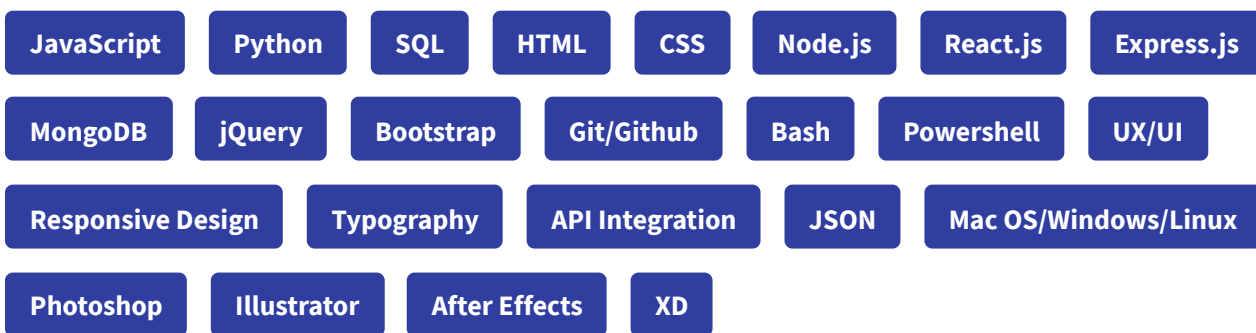 JavaScript Python SQL HTML CSS Node.js React.js Express.js
MongoDB jQuery Bootstrap Git/Github Bash Powershell UX/UI
Responsive Design Typography API Integration JSON Mac OS/Windows/Linux
Photoshop Illustrator After Effects XD